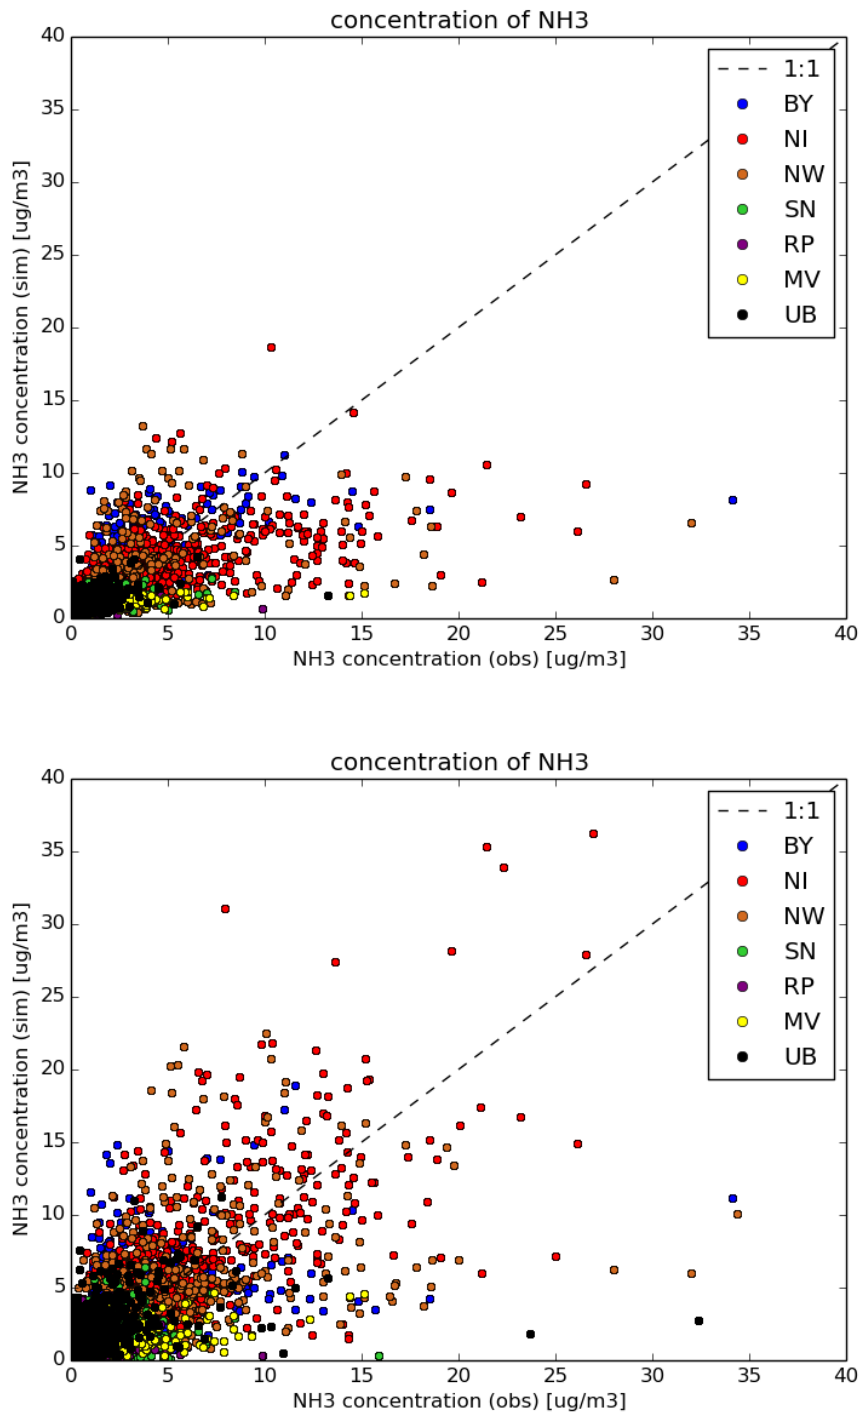 concentration of NH3
40
35
30
25
20
15
10
5
0
NH3 concentration (sim) [ug/m3]
1:1
BY
NI
NW
SN
RP
MV
UB
0 5 10 15 20 25 30 35 40
NH3 concentration (obs) [ug/m3]
concentration of NH3
40
35
30
25
20
15
10
5
0
NH3 concentration (sim) [ug/m3]
1:1
BY
NI
NW
SN
RP
MV
UB
0 5 10 15 20 25 30 35 40
NH3 concentration (obs) [ug/m3]